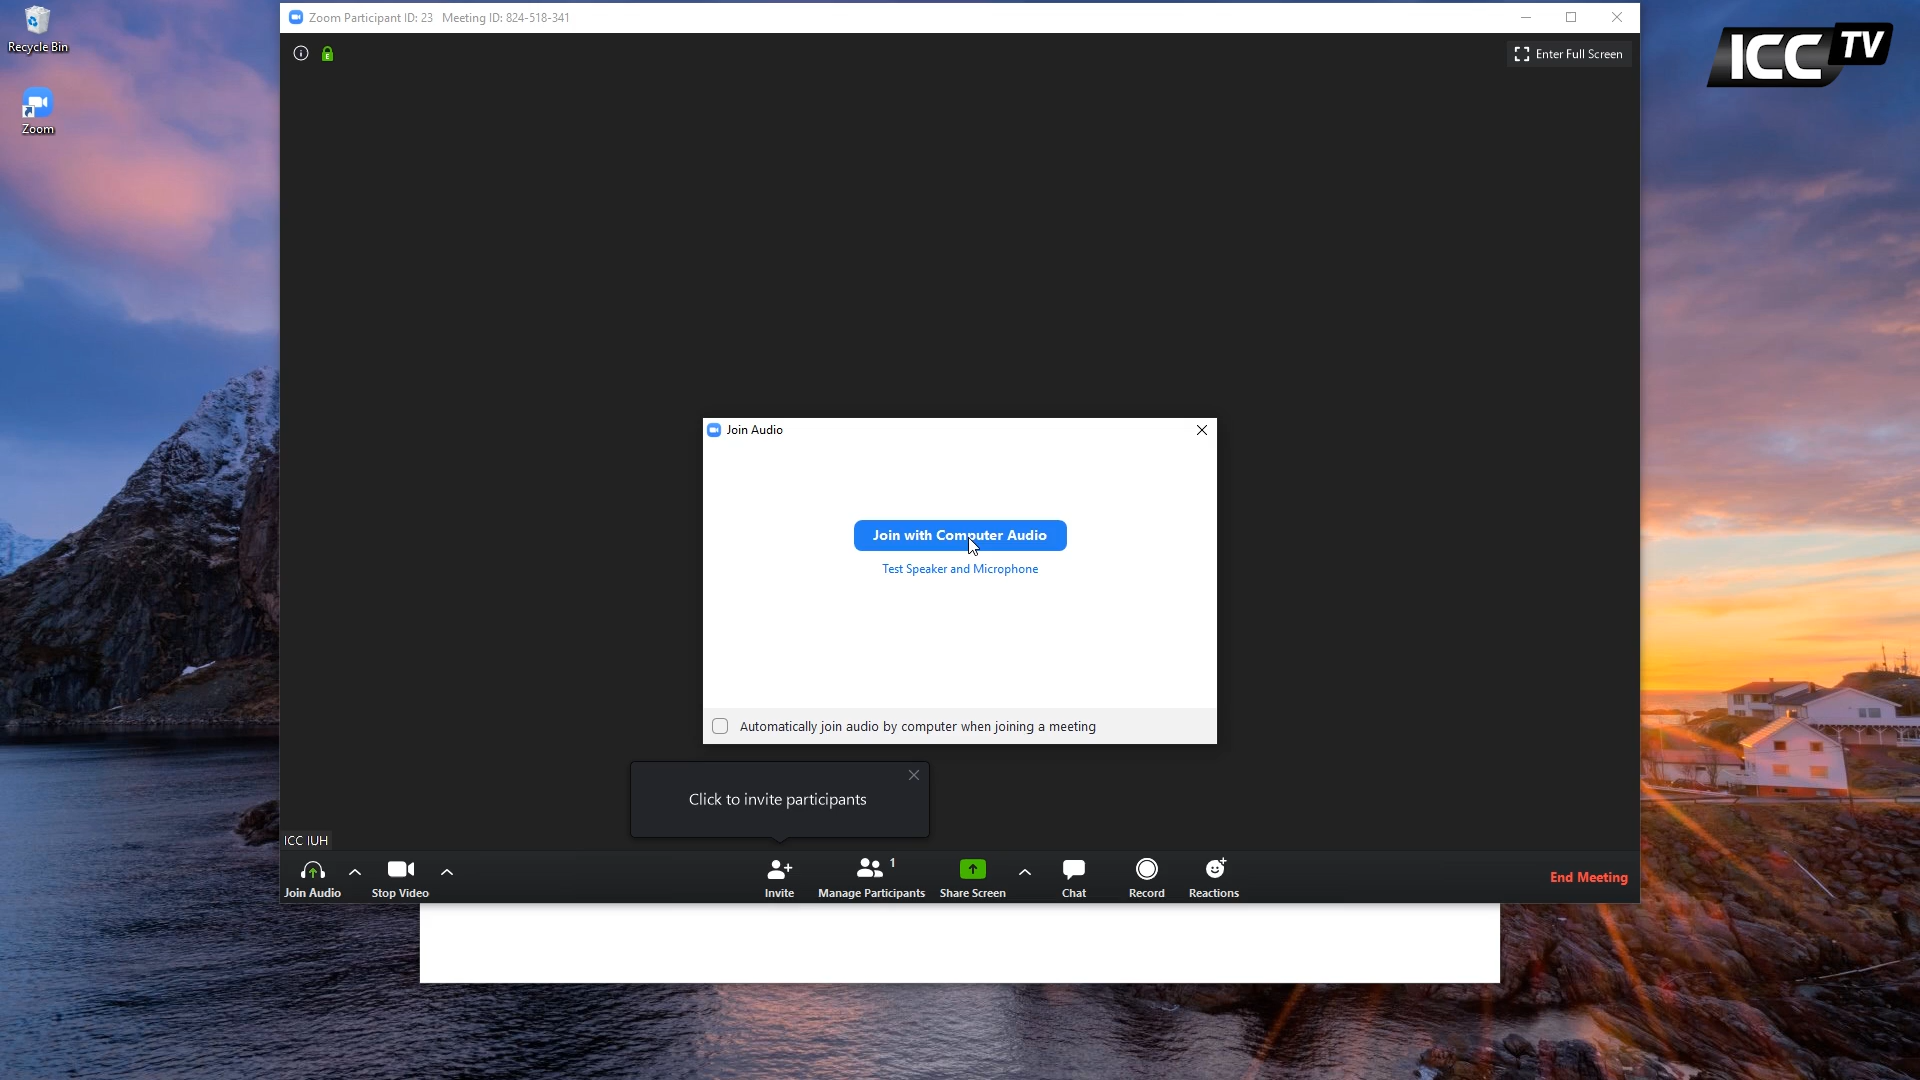 Recycle Bin
Zoom
Zoom Participant ID: 23 Meeting ID: 824-518-341
Enter Full Screen
ICC TV
Join Audio
Join with Computer Audio
Test Speaker and Microphone
Automatically join audio by computer when joining a meeting
Click to invite participants
ICC IUH
Join Audio
Stop Video
Invite
Manage Participants 1
Share Screen
Chat
Record
Reactions
End Meeting